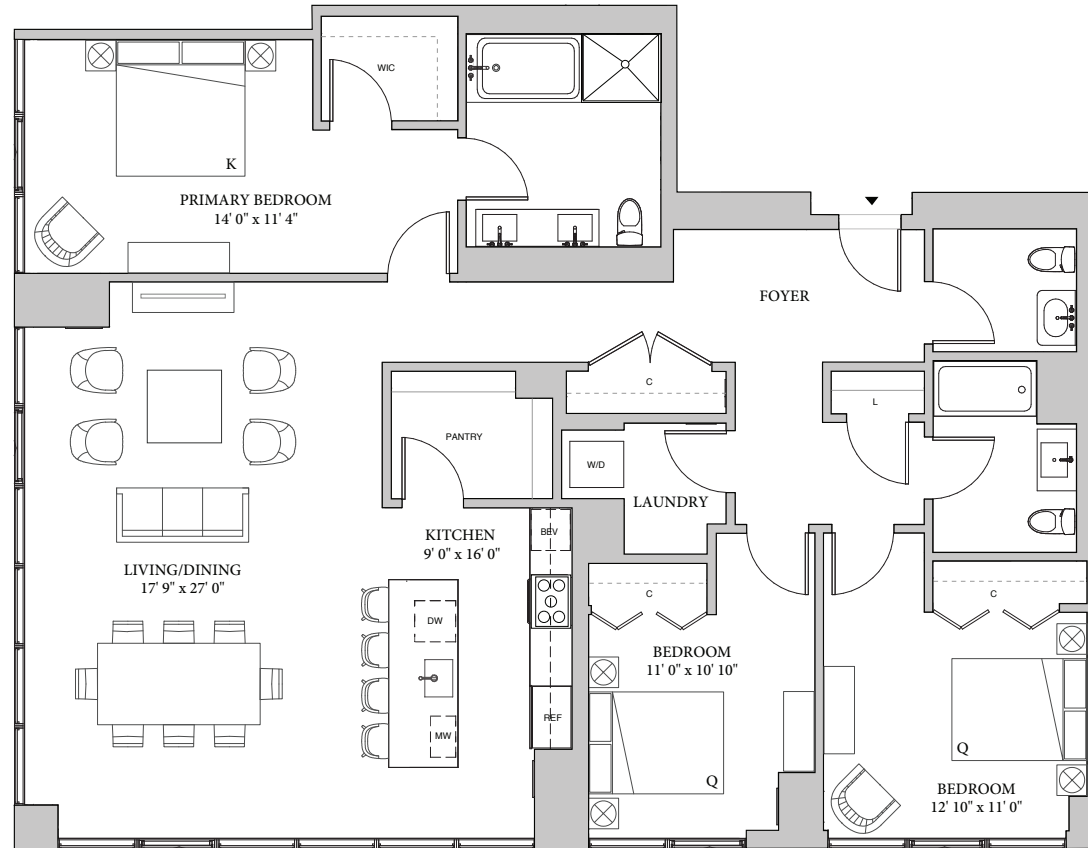 WIC
K
PRIMARY BEDROOM
14' 0" x 11' 4"
FOYER
C
L
PANTRY
W/D
LAUNDRY
KITCHEN
9' 0" x 16' 0"
BEV
LIVING/DINING
17' 9" x 27' 0"
C
C
DW
BEDROOM
11' 0" x 10' 10"
REF
MW
Q
Q
BEDROOM
12' 10" x 11' 0"